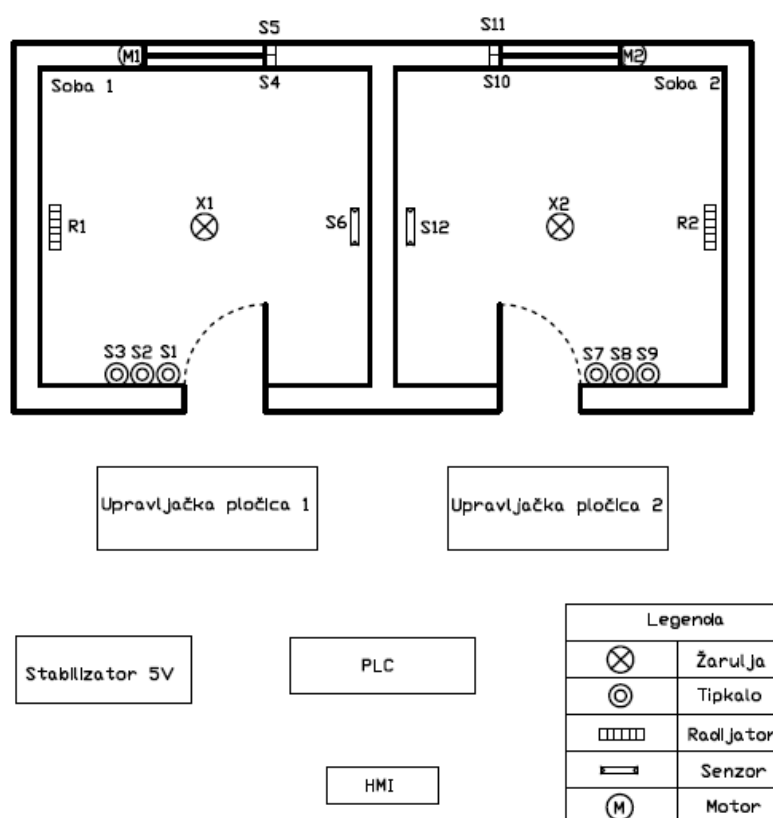 S5
S11
M1
M2
S4
S10
Soba 1
Soba 2
X1
X2
R1
S6
S12
R2
S3 S2 S1
S7 S8 S9
Upravljačka pločica 1
Upravljačka pločica 2
Stabilizator 5V
PLC
HMI
Legenda
Žarulja
Tipkalo
Radijator
Senzor
M
Motor